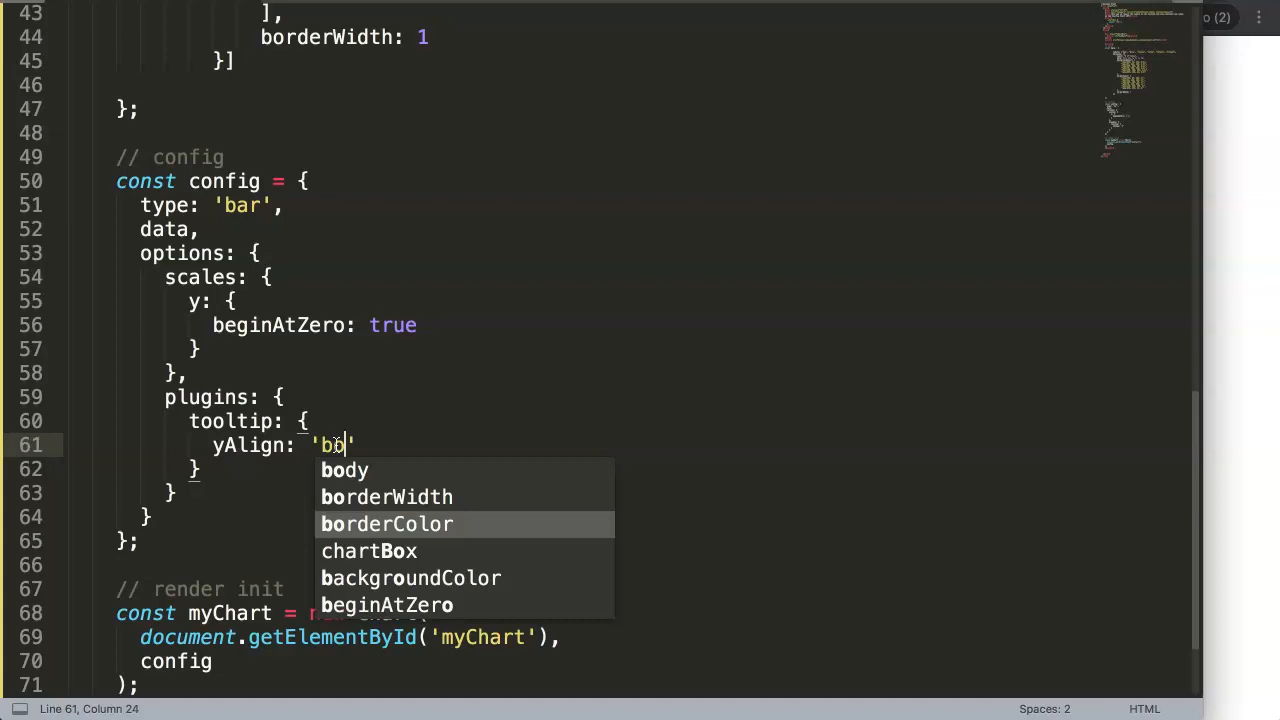 43 ],
44 borderWidth: 1
45 }]
46
47 };
48
49 // config
50 const config = {
51 type: 'bar',
52 data,
53 options: {
54 scales: {
55 y: {
56 beginAtZero: true
57 }
58 },
59 plugins: {
60 tooltip: {
61 yAlign: 'bo'
62 }
63 }
64 }
65 };
66
67 // render init
68 const myChart =
69 document.getElementById('myChart'),
70 config
71 );
body
borderWidth
borderColor
chartBox
backgroundColor
beginAtZero
Line 61, Column 24
Spaces: 2
HTML
(2)